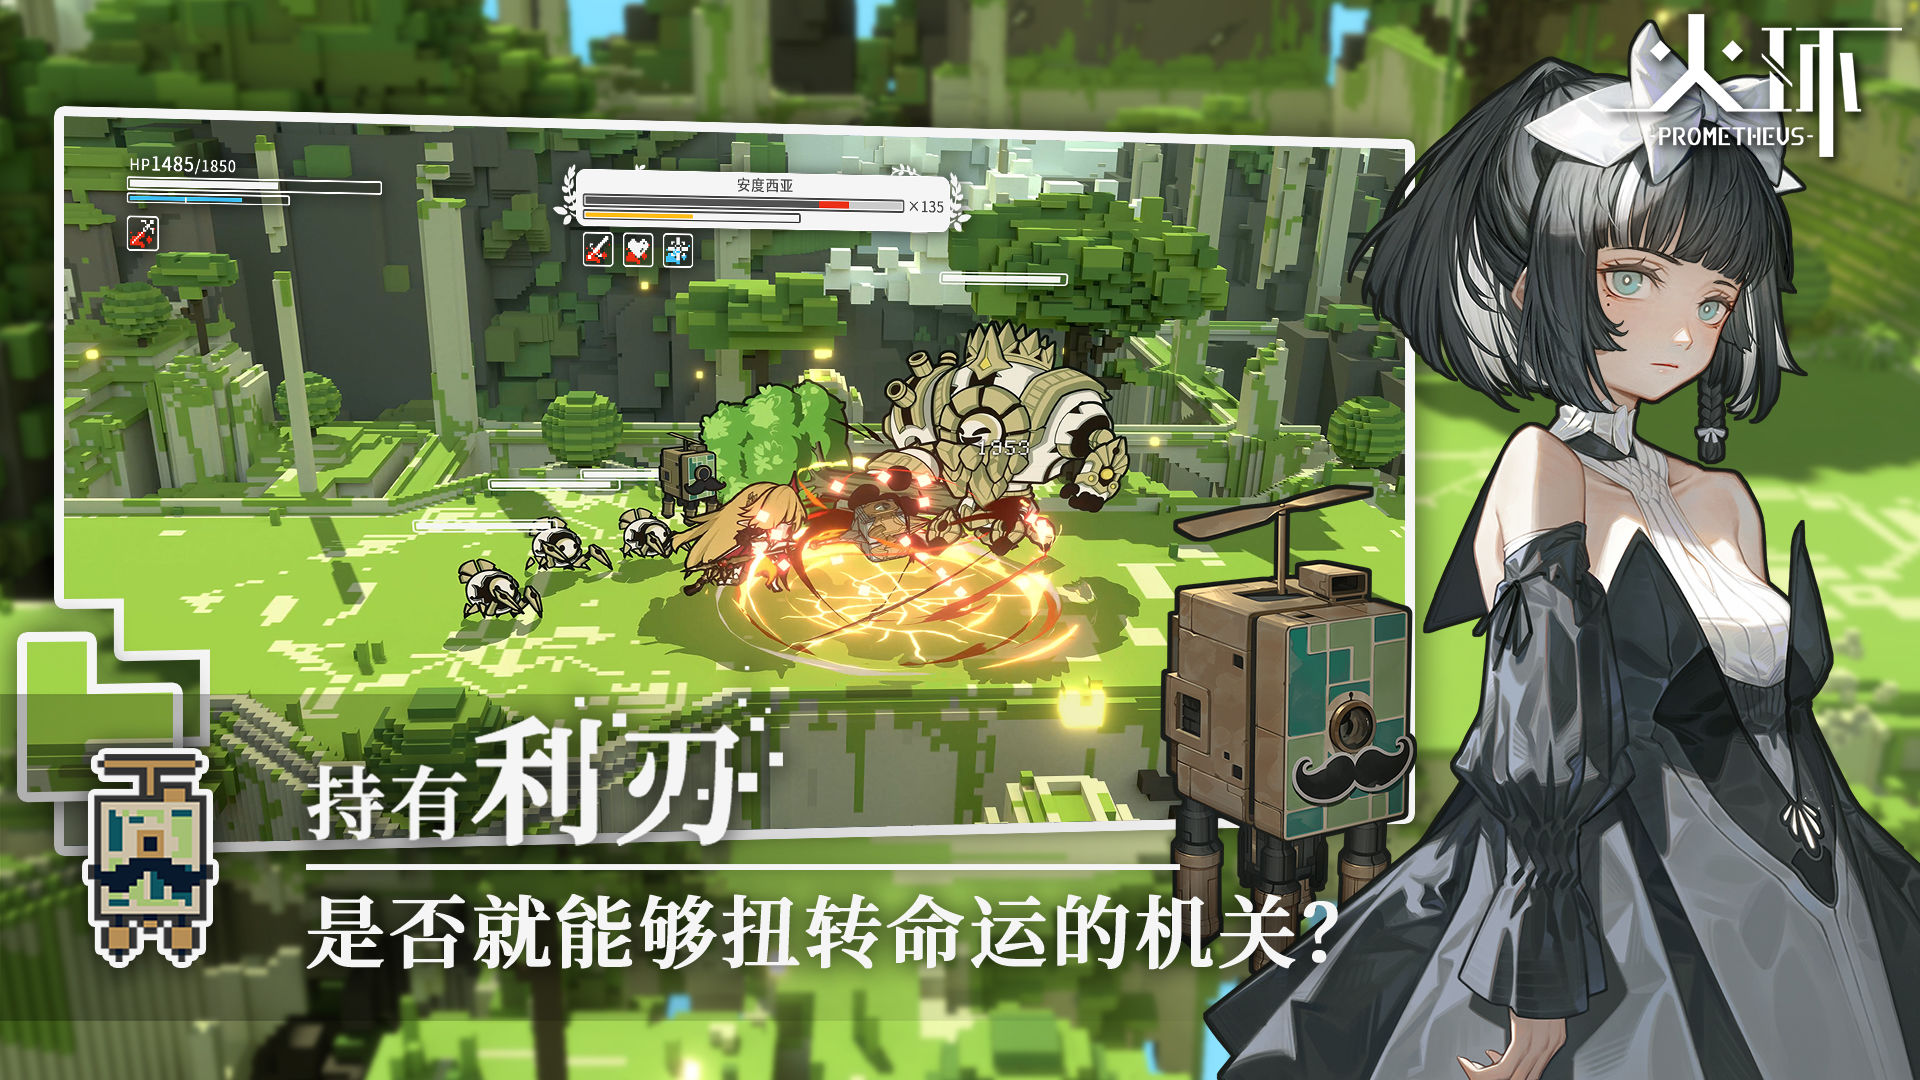 火环
-PROMETHEUS-
HP1485/1850
安度西亚
×135
1953
持有利刃
是否就能够扭转命运的机关?